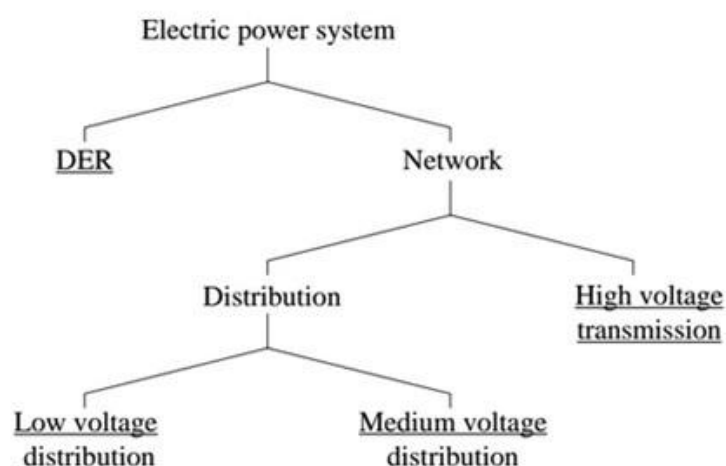 Electric power system
DER
Network
Distribution
High voltage
transmission
Low voltage
distribution
Medium voltage
distribution